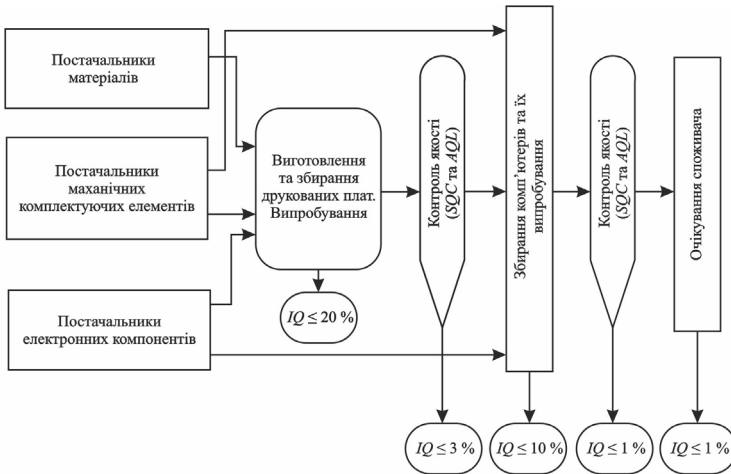 Постачальники
матеріалів
Постачальники
маханічних
комплектуючих елементів
Постачальники
електронних компонентів
Виготовлення
та збирання
друкованих плат.
Випробування
IQ ≤ 20 %
Контроль якості
(SQC та AQL)
IQ ≤ 3 %
Збирання комп’ютерів та їх
випробування
IQ ≤ 10 %
Контроль якості
(SQC та AQL)
IQ ≤ 1 %
Очікування споживача
IQ ≤ 1 %